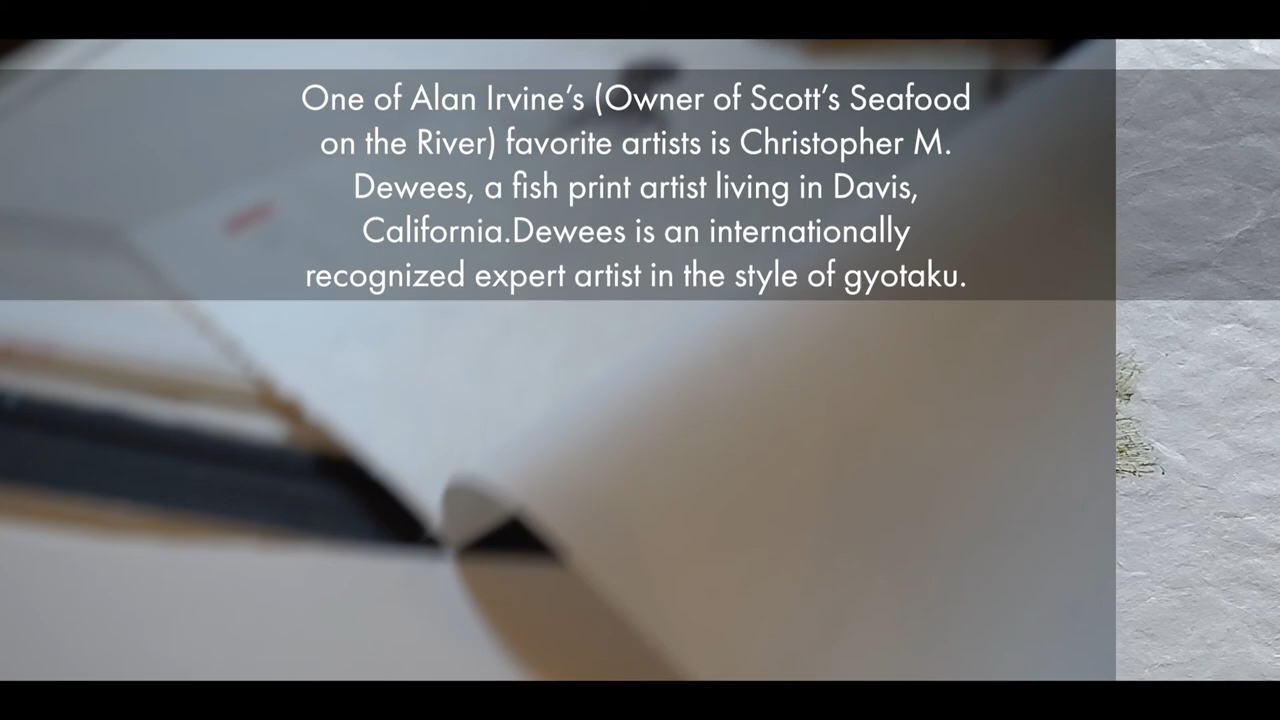 One of Alan Irvine’s (Owner of Scott’s Seafood
on the River) favorite artists is Christopher M.
Dewees, a fish print artist living in Davis,
California.Dewees is an internationally
recognized expert artist in the style of gyotaku.